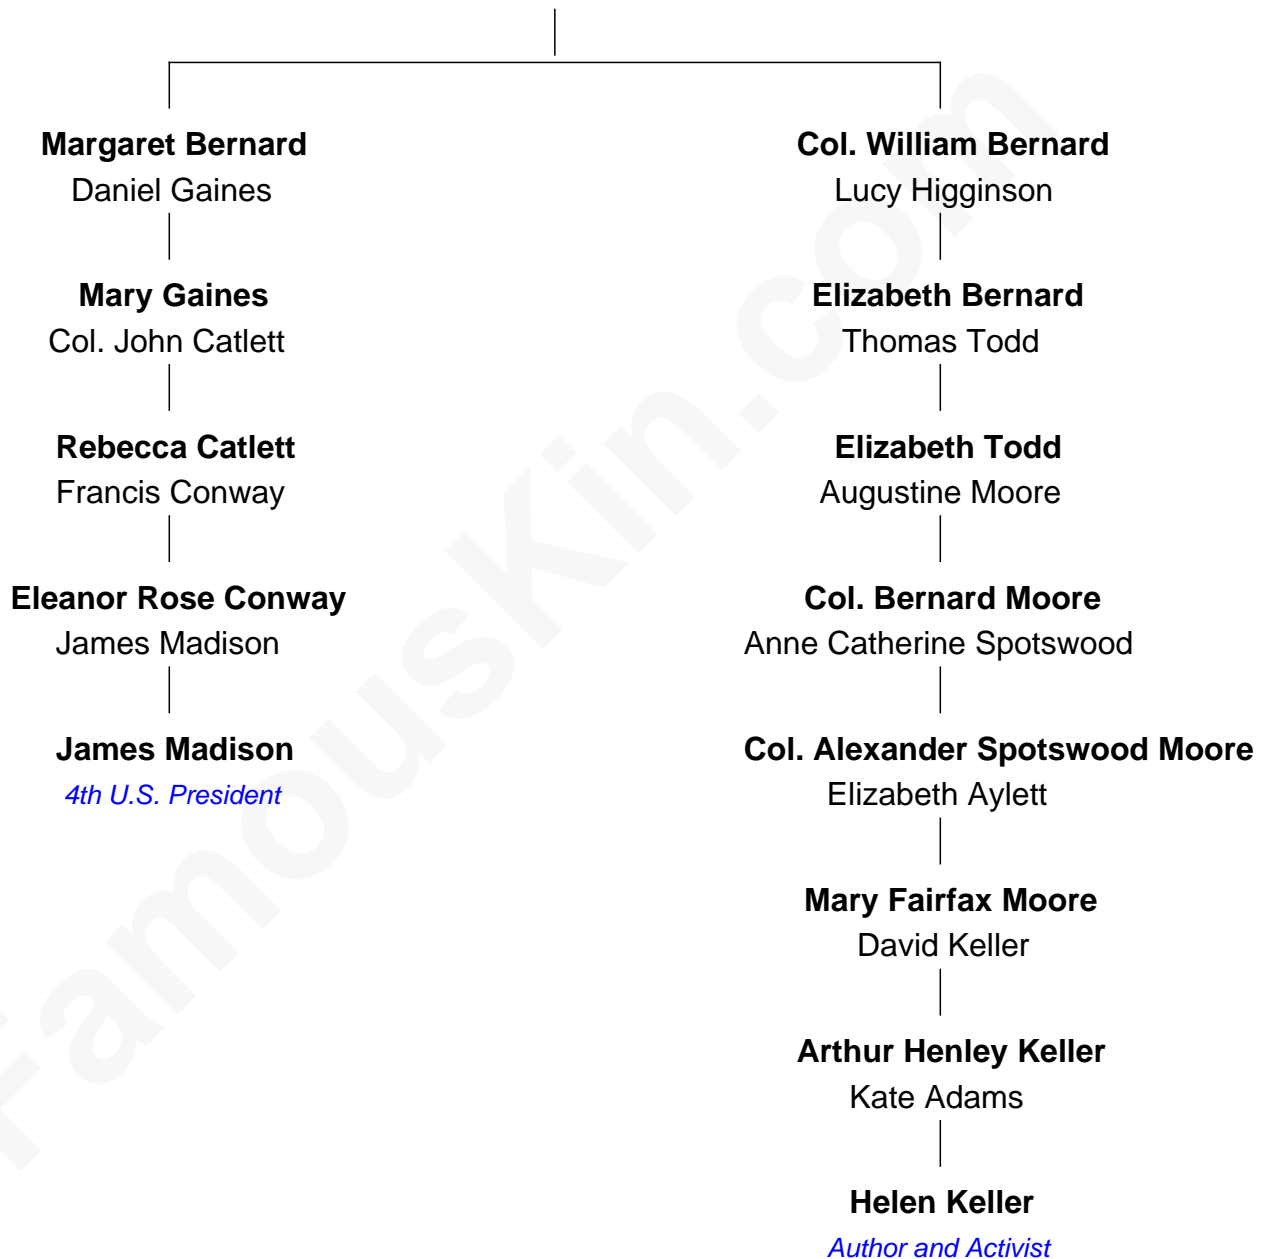 Margaret Bernard
Daniel Gaines
Mary Gaines
Col. John Catlett
Rebecca Catlett
Francis Conway
Eleanor Rose Conway
James Madison
James Madison
4th U.S. President
Col. William Bernard
Lucy Higginson
Elizabeth Bernard
Thomas Todd
Elizabeth Todd
Augustine Moore
Col. Bernard Moore
Anne Catherine Spotswood
Col. Alexander Spotswood Moore
Elizabeth Aylett
Mary Fairfax Moore
David Keller
Arthur Henley Keller
Kate Adams
Helen Keller
Author and Activist
FamousKin.com